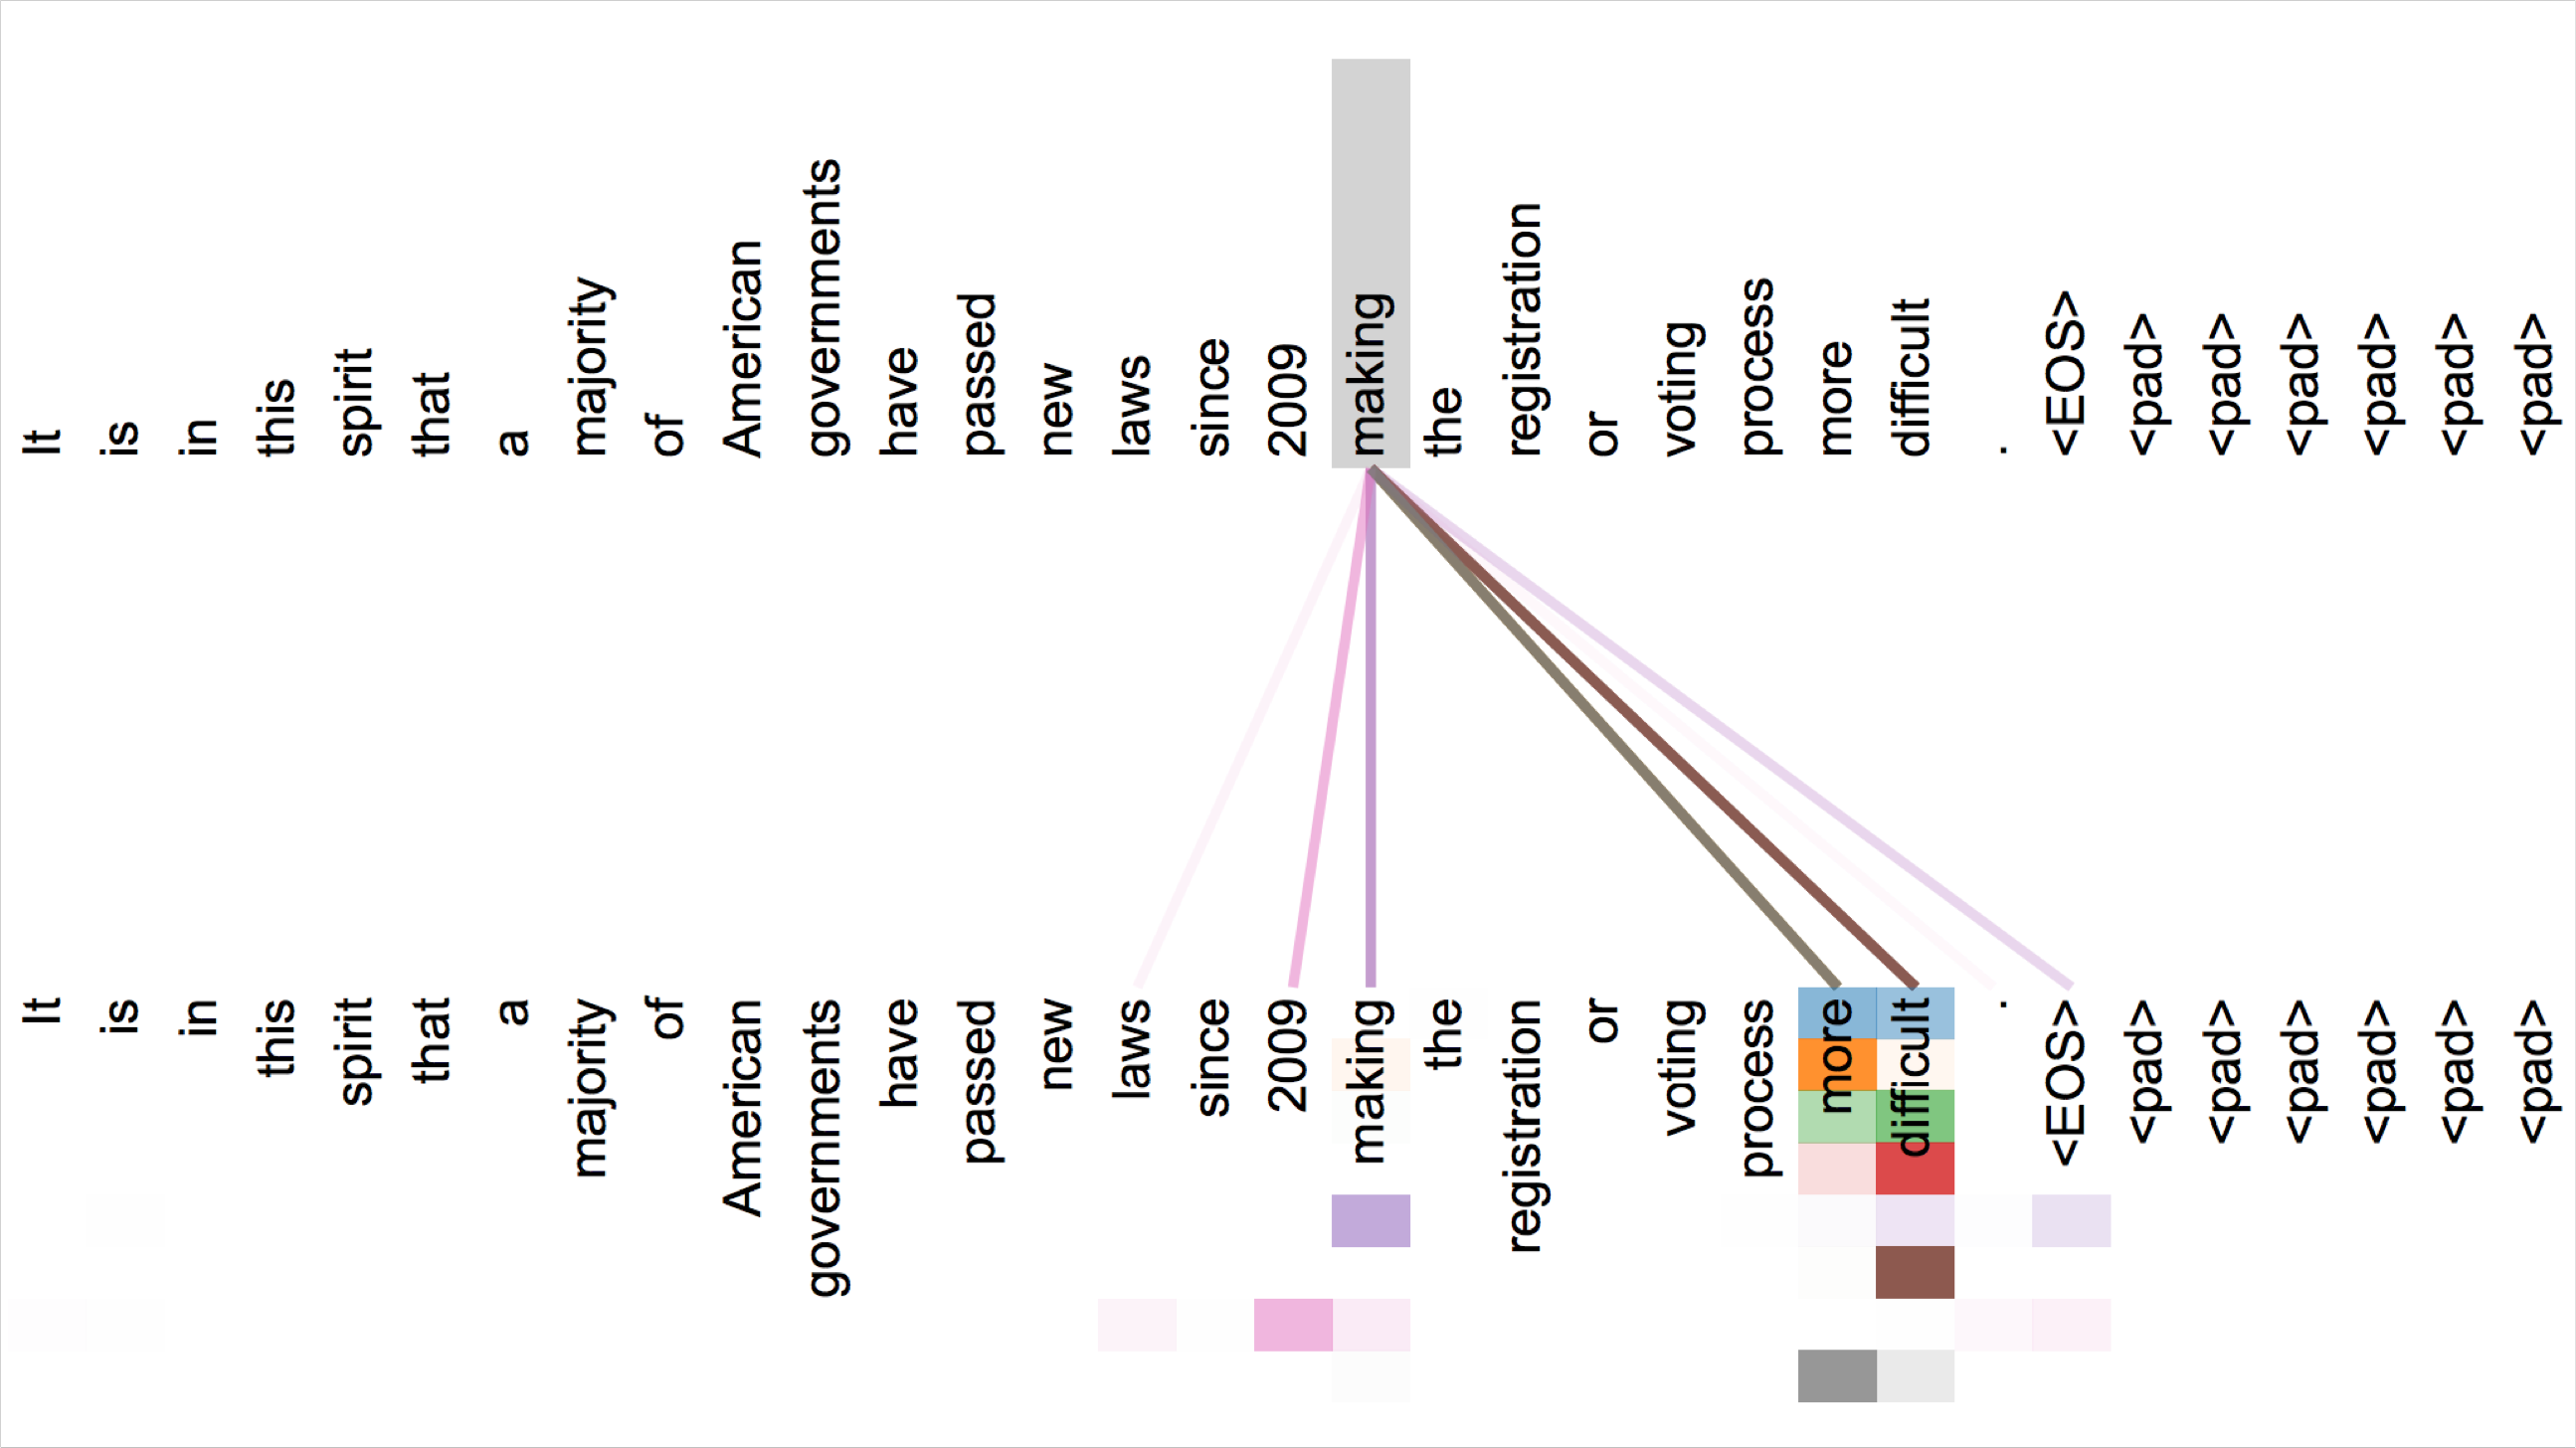 It is in this spirit that a majority of American governments have passed new laws since 2009 making the registration or voting process more difficult . <EOS> <pad> <pad> <pad> <pad> <pad> <pad>
It is in this spirit that a majority of American governments have passed new laws since 2009 making the registration or voting process more difficult . <EOS> <pad> <pad> <pad> <pad> <pad> <pad>